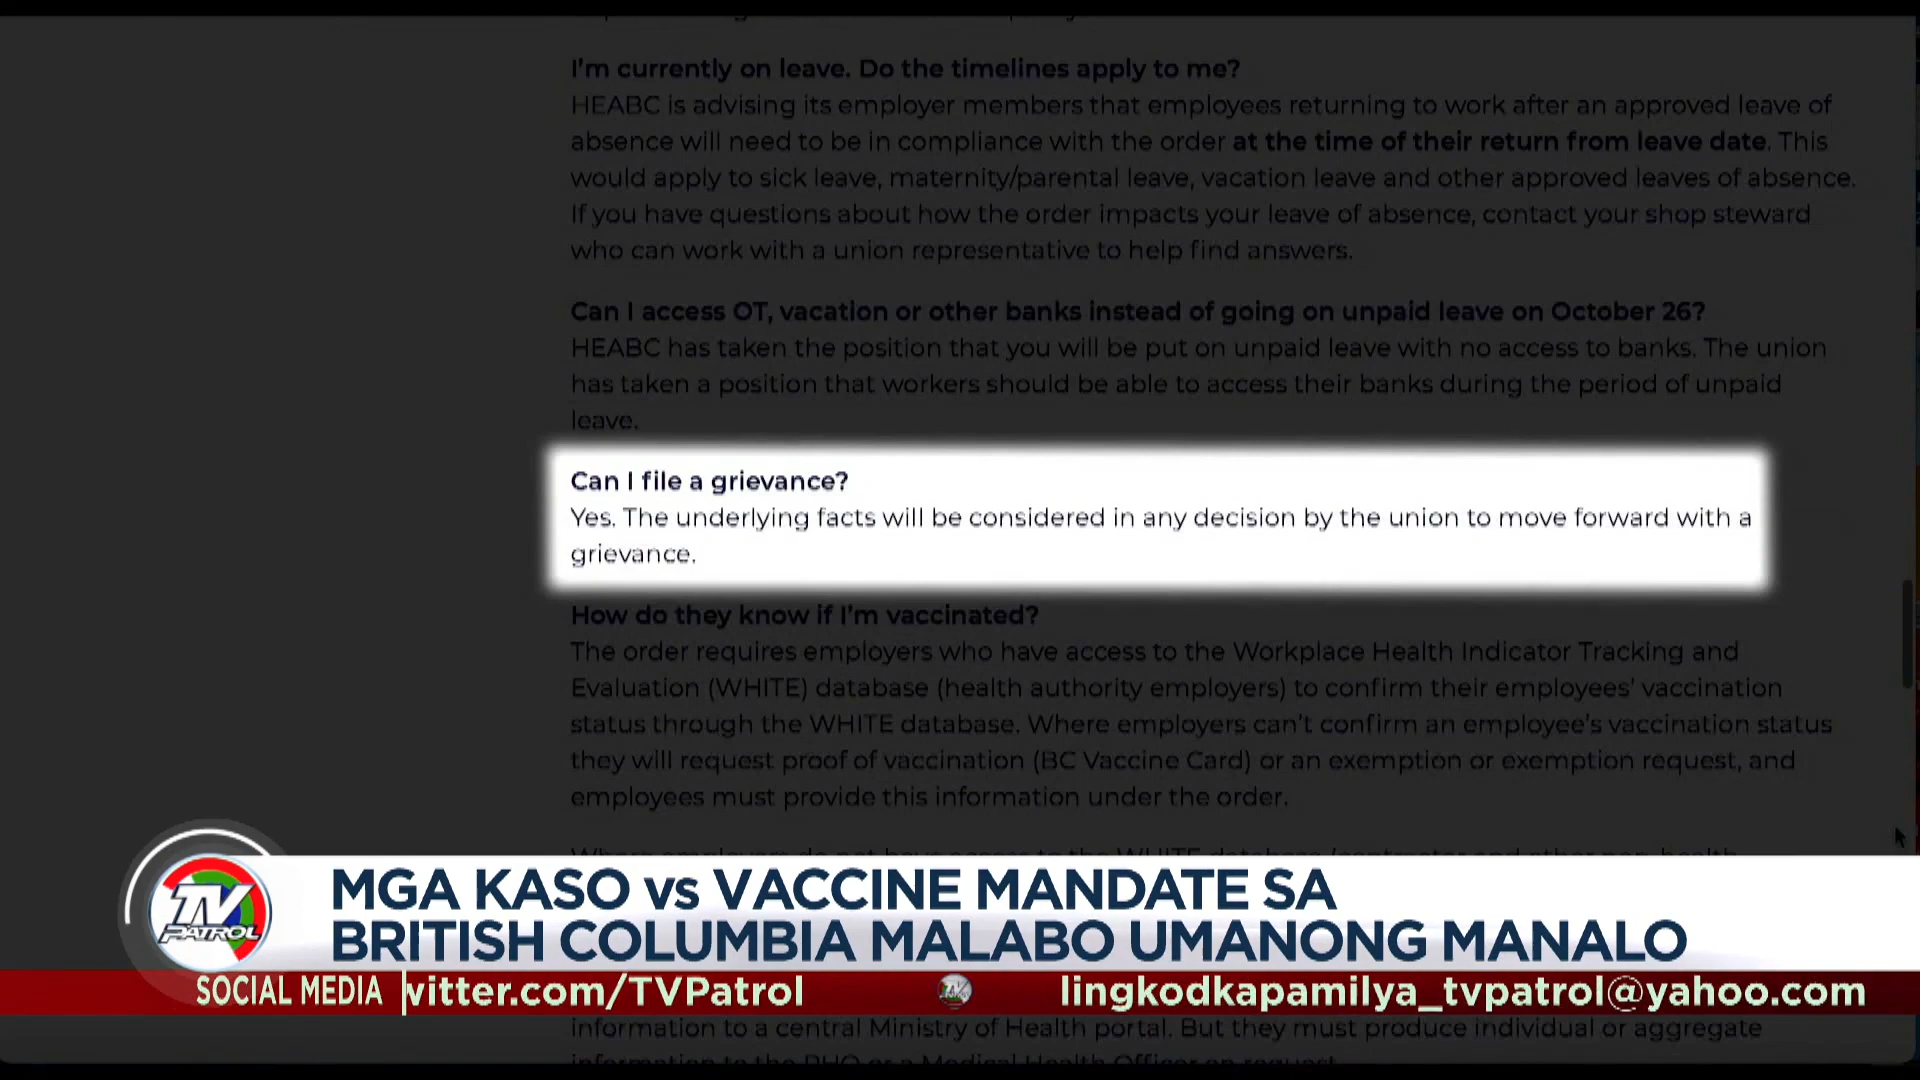 I'm currently on leave. Do the timelines apply to me?
HEABC is advising its employer members that employees returning to work after an approved leave of
absence will need to be in compliance with the order at the time of their return from leave date. This
would apply to sick leave, maternity/parental leave, vacation leave and other approved leaves of absence.
If you have questions about how the order impacts your leave of absence, contact your shop steward
who can work with a union representative to help find answers.
Can I access OT, vacation or other banks instead of going on unpaid leave on October 26?
HEABC has taken the position that you will be put on unpaid leave with no access to banks. The union
has taken a position that workers should be able to access their banks during the period of unpaid
leave.
Can I file a grievance?
Yes. The underlying facts will be considered in any decision by the union to move forward with a
grievance.
How do they know if I'm vaccinated?
The order requires employers who have access to the Workplace Health Indicator Tracking and
Evaluation (WHITE) database (health authority employers) to confirm their employees' vaccination
status through the WHITE database. Where employers can't confirm an employee's vaccination status
they will request proof of vaccination (BC Vaccine Card) or an exemption or exemption request, and
employees must provide this information under the order.
TV PATROL
MGA KASO vs VACCINE MANDATE SA
BRITISH COLUMBIA MALABO UMANONG MANALO
SOCIAL MEDIA vitter.com/TVPatrol lingkodkapamilya_tvpatrol@yahoo.com
information to a central Ministry of Health portal. But they must produce individual or aggregate
information to the PHO or a Medical Health Officer on request.